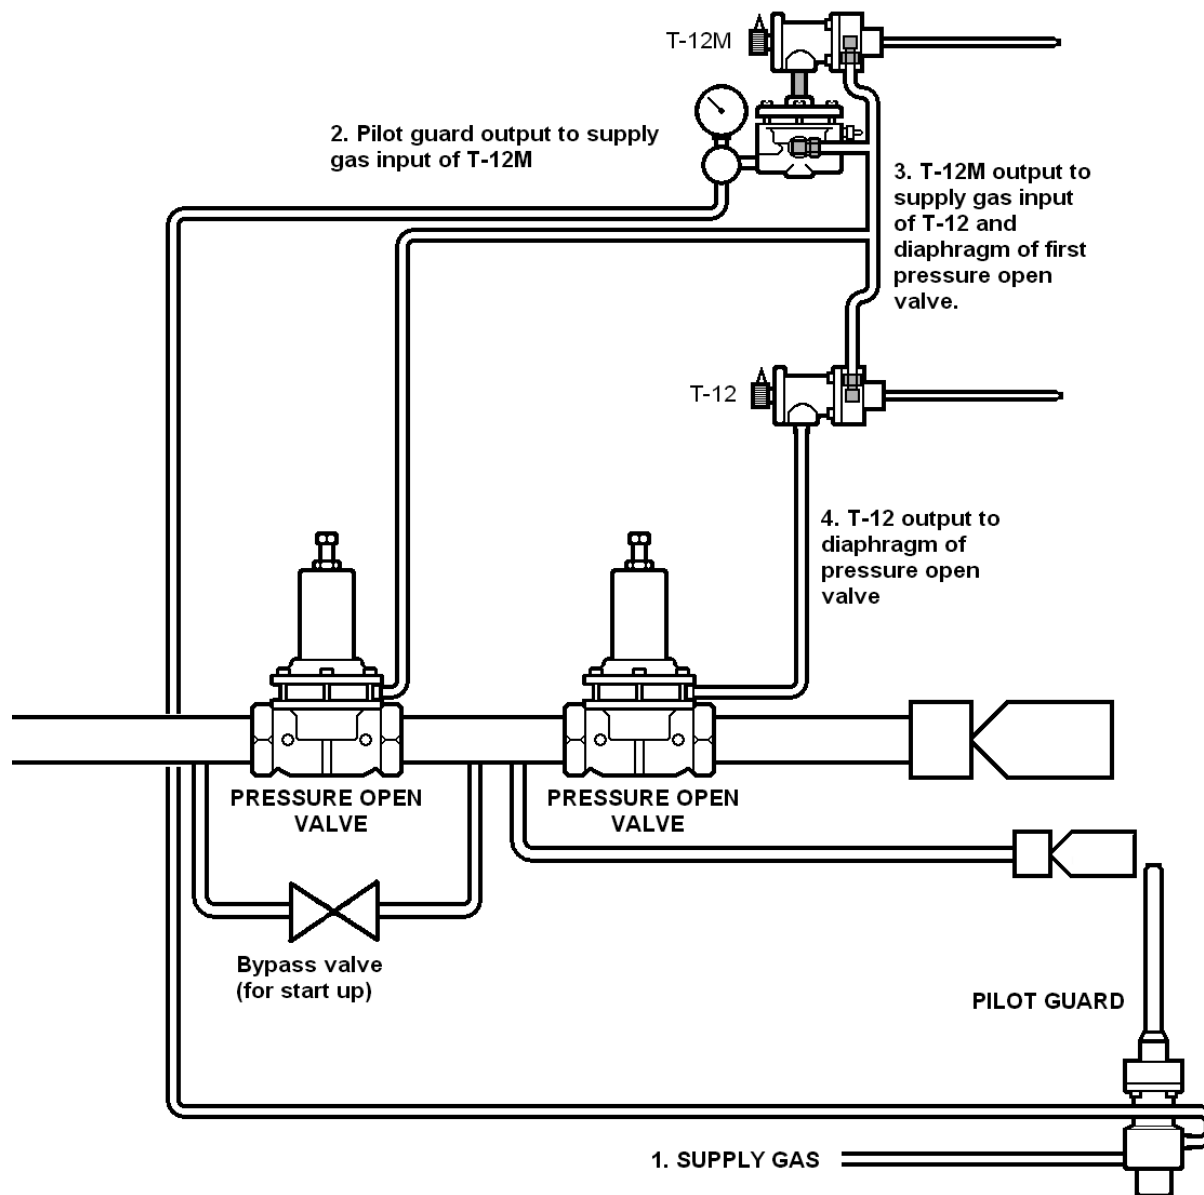 T-12M
2. Pilot guard output to supply
gas input of T-12M
3. T-12M output to
supply gas input
of T-12 and
diaphragm of first
pressure open
valve.
T-12
4. T-12 output to
diaphragm of
pressure open
valve
PRESSURE OPEN
VALVE
PRESSURE OPEN
VALVE
Bypass valve
(for start up)
PILOT GUARD
1. SUPPLY GAS